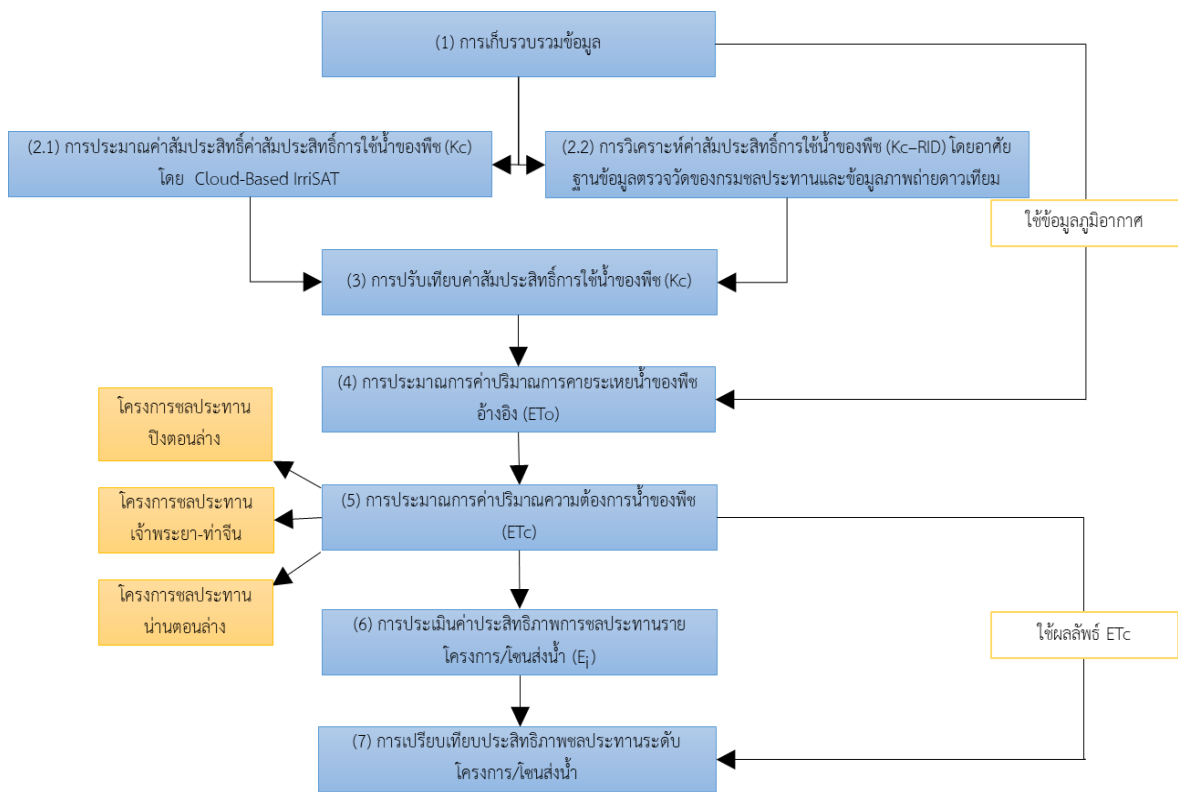 (1) การเก็บรวบรวมข้อมูล
(2.1) การประมาณค่าสัมประสิทธิ์ค่าสัมประสิทธิ์การใช้น้ำของพืช (Kc)
โดย Cloud-Based IrriSAT
(2.2) การวิเคราะห์ค่าสัมประสิทธิ์การใช้น้ำของพืช (Kc–RID) โดยอาศัย
ฐานข้อมูลตรวจวัดของกรมชลประทานและข้อมูลภาพถ่ายดาวเทียม
ใช้ข้อมูลภูมิอากาศ
(3) การปรับเทียบค่าสัมประสิทธิ์การใช้น้ำของพืช (Kc)
(4) การประมาณการค่าปริมาณการคายระเหยน้ำของพืช
อ้างอิง (ETo)
โครงการชลประทาน
ปิงตอนล่าง
(5) การประมาณการค่าปริมาณความต้องการน้ำของพืช
(ETc)
โครงการชลประทาน
เจ้าพระยา-ท่าจีน
โครงการชลประทาน
น่านตอนล่าง
(6) การประเมินค่าประสิทธิภาพการชลประทานราย
โครงการ/โซนส่งน้ำ (Ei)
ใช้ผลลัพธ์ ETc
(7) การเปรียบเทียบประสิทธิภาพชลประทานระดับ
โครงการ/โซนส่งน้ำ